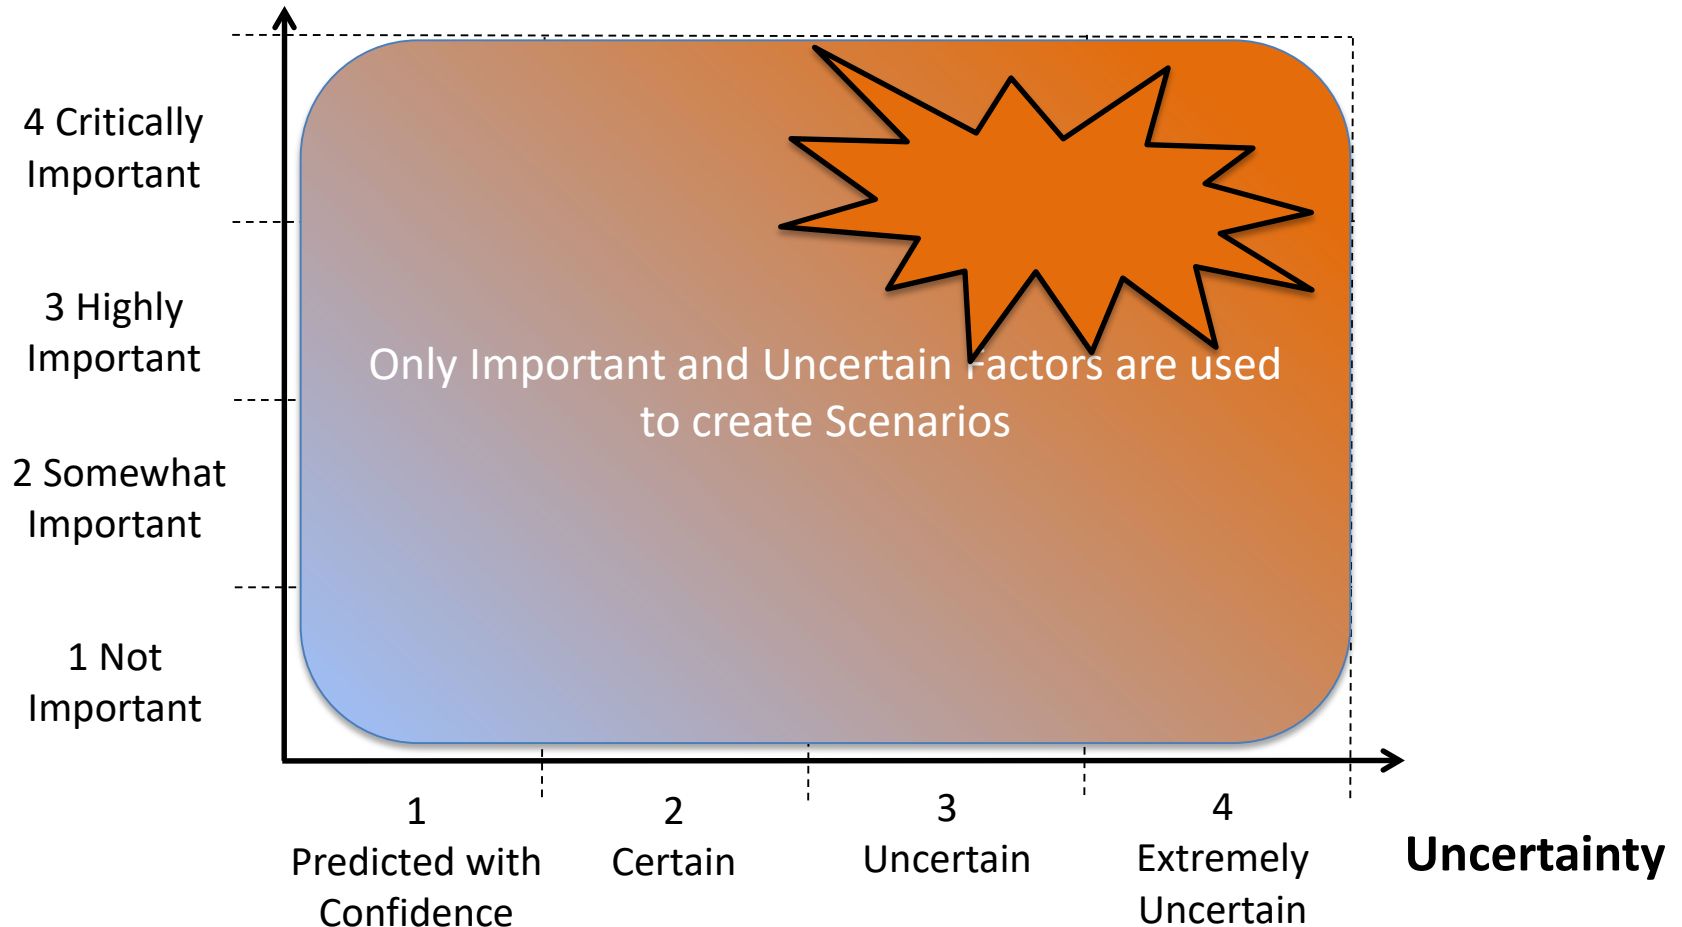 4 Critically
Important
3 Highly
Important
Only Important and Uncertain Factors are used
to create Scenarios
2 Somewhat
Important
1 Not
Important
1
Predicted with
Confidence
2
Certain
3
Uncertain
4
Extremely
Uncertain
Uncertainty